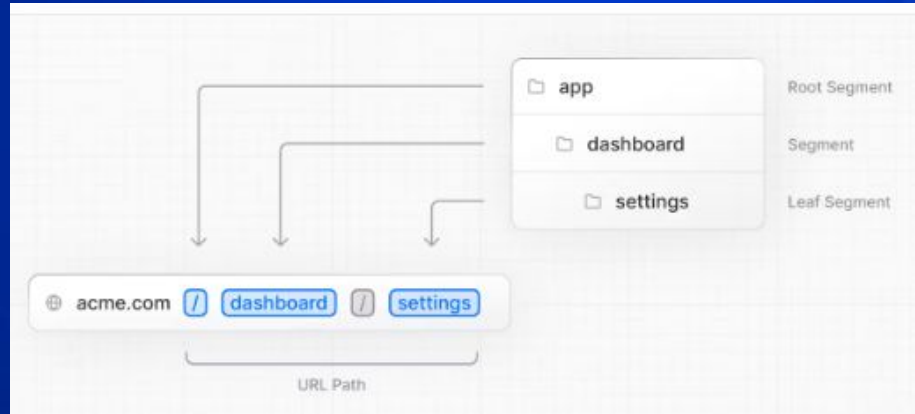 app
Root Segment
dashboard
Segment
settings
Leaf Segment
acme.com / dashboard / settings
URL Path